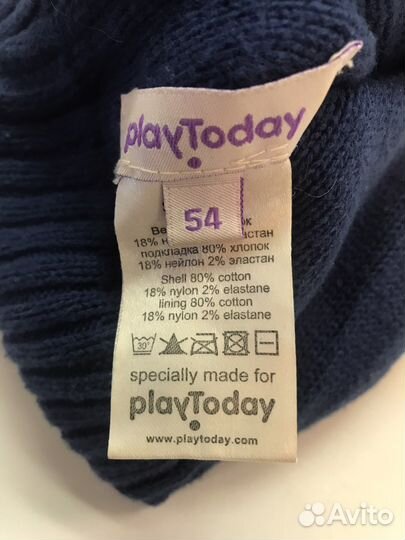 playToday
54
18% 2% эластан
подкладка 80% хлопок
18% нейлон 2% эластан
Shell 80% cotton
18% nylon 2% elastane
lining 80% cotton
18% nylon 2% elastane
30°
specially made for
playToday
www.playtoday.com
Avito